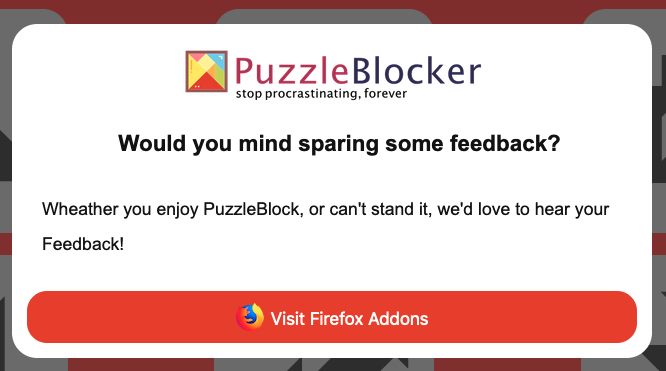 PuzzleBlocker
stop procrastinating, forever
Would you mind sparing some feedback?
Wheather you enjoy PuzzleBlock, or can't stand it, we'd love to hear your
Feedback!
Visit Firefox Addons